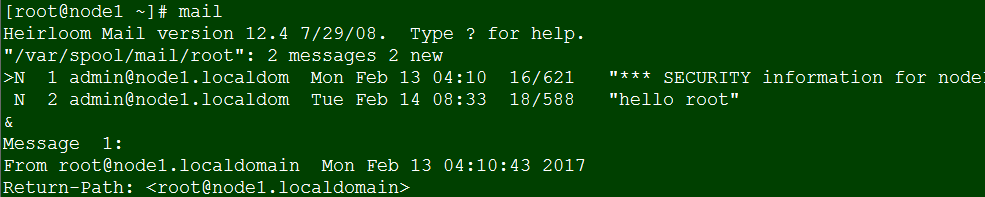 [root@node1 ~]# mail
Heirloom Mail version 12.4 7/29/08.  Type ? for help.
"/var/spool/mail/root": 2 messages 2 new
>N  1 admin@node1.localdom  Mon Feb 13 04:10  16/621   "*** SECURITY information for node1
 N  2 admin@node1.localdom  Tue Feb 14 08:33  18/588   "hello root"
&
Message  1:
From root@node1.localdomain  Mon Feb 13 04:10:43 2017
Return-Path: <root@node1.localdomain>